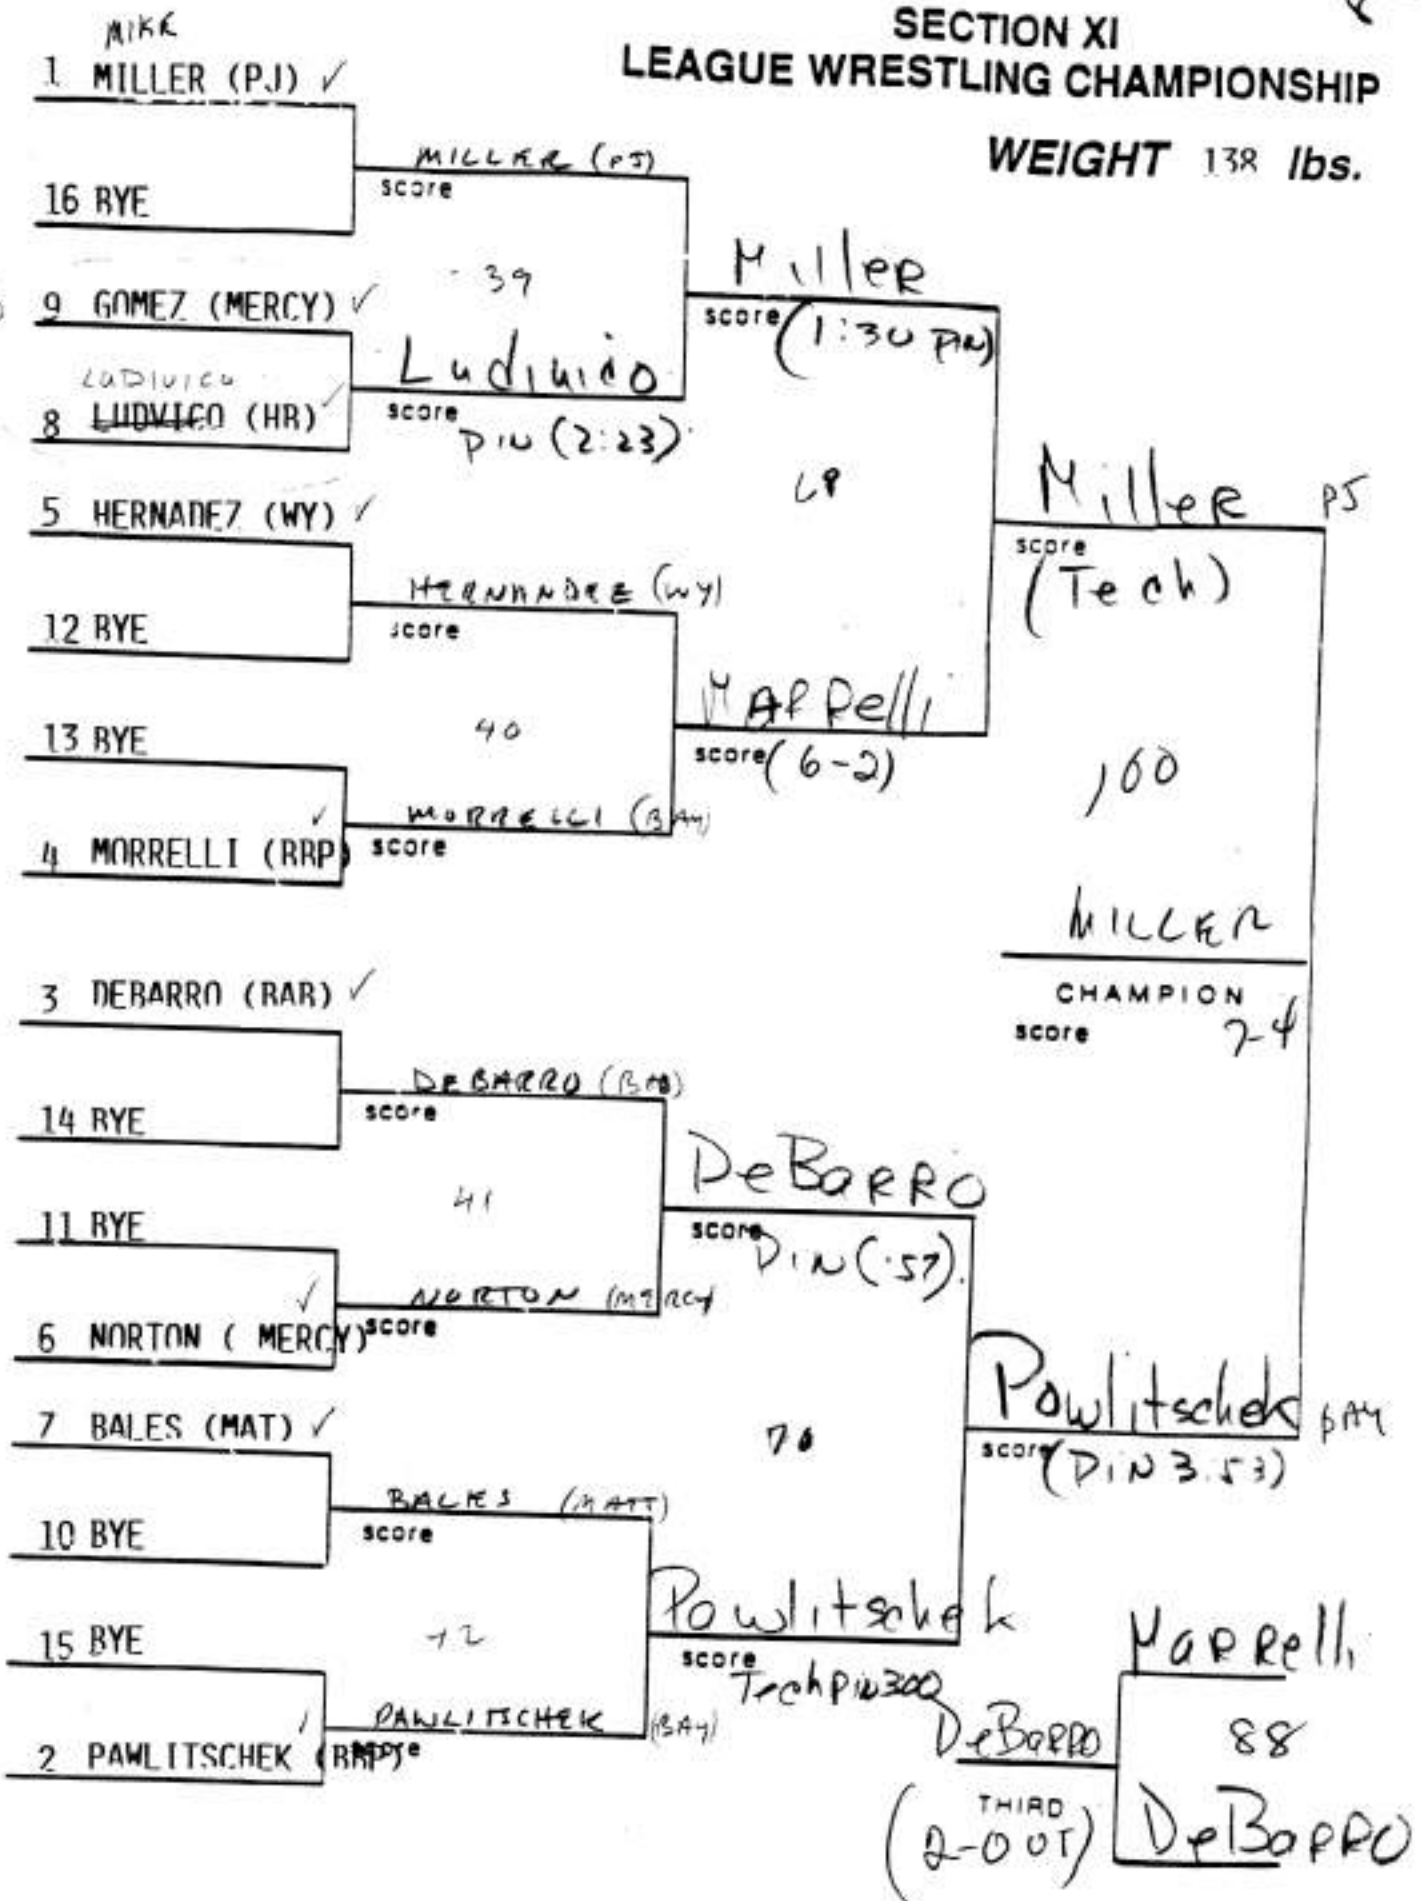 SECTION XI
LEAGUE WRESTLING CHAMPIONSHIP
WEIGHT 138 lbs.
MIKE
1 MILLER (PJ) ✓
16 BYE
MILLER (PJ)
score
39
9 GOMEZ (MERCY) ✓
LUDIVICO
8 LUDVICO (HR) ✓
Ludivico
score
PIN (2:23)
Miller
score (1:30 PIN)
5 HERNADEZ (WY) ✓
12 BYE
HERNANDEZ (WY)
score
40
13 BYE
4 MORRELLI (BBP) ✓
MORRELLI (BAY)
score
MARRelli
score (6-2)
Miller PJ
score
(Tech)
100
MILLER
CHAMPION
score 7-4
3 DEBARRO (BAB) ✓
14 BYE
DEBARRO (BAB)
score
41
11 BYE
6 NORTON ( MERCY) ✓
NORTON (MERCY)
score
DeBARRO
score
PIN (:57).
7 BALES (MAT) ✓
10 BYE
BALES (MATT)
score
15 BYE
2 PAWLITSCHEK
PAWLITSCHEK (BAY)
score
Powlitschek
score
Tech Pin 300
70
Powlitschek BAY
score (PIN 3:53)
MaRRelli
88
DeBARRO
DeBARRO
THIRD
(2-0 OT)